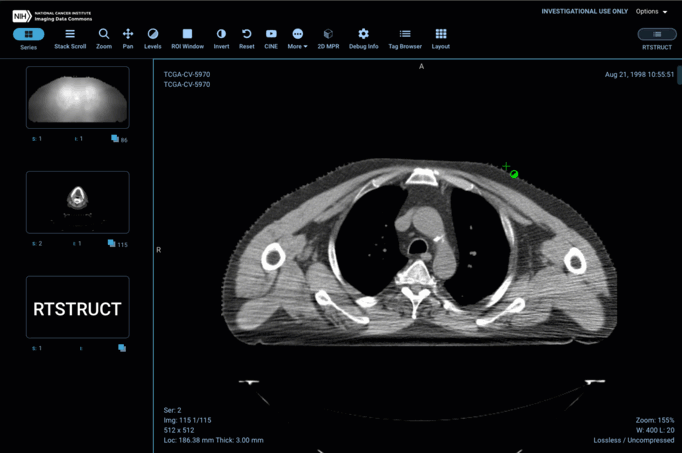 NIH NATIONAL CANCER INSTITUTE
Imaging Data Commons
INVESTIGATIONAL USE ONLY Options
Series Stack Scroll Zoom Pan Levels ROI Window Invert Reset CINE More 2D MPR Debug Info Tag Browser Layout RTSTRUCT
A
TCGA-CV-5970
TCGA-CV-5970
Aug 21, 1998 10:55:51
S: 1 I: 1 86
R
S: 2 I: 1 115
RTSTRUCT
S: 1 I:
Ser: 2
Img: 115 1/115
512 x 512
Loc: 186.38 mm Thick: 3.00 mm
Zoom: 155%
W: 400 L: 20
Lossless / Uncompressed